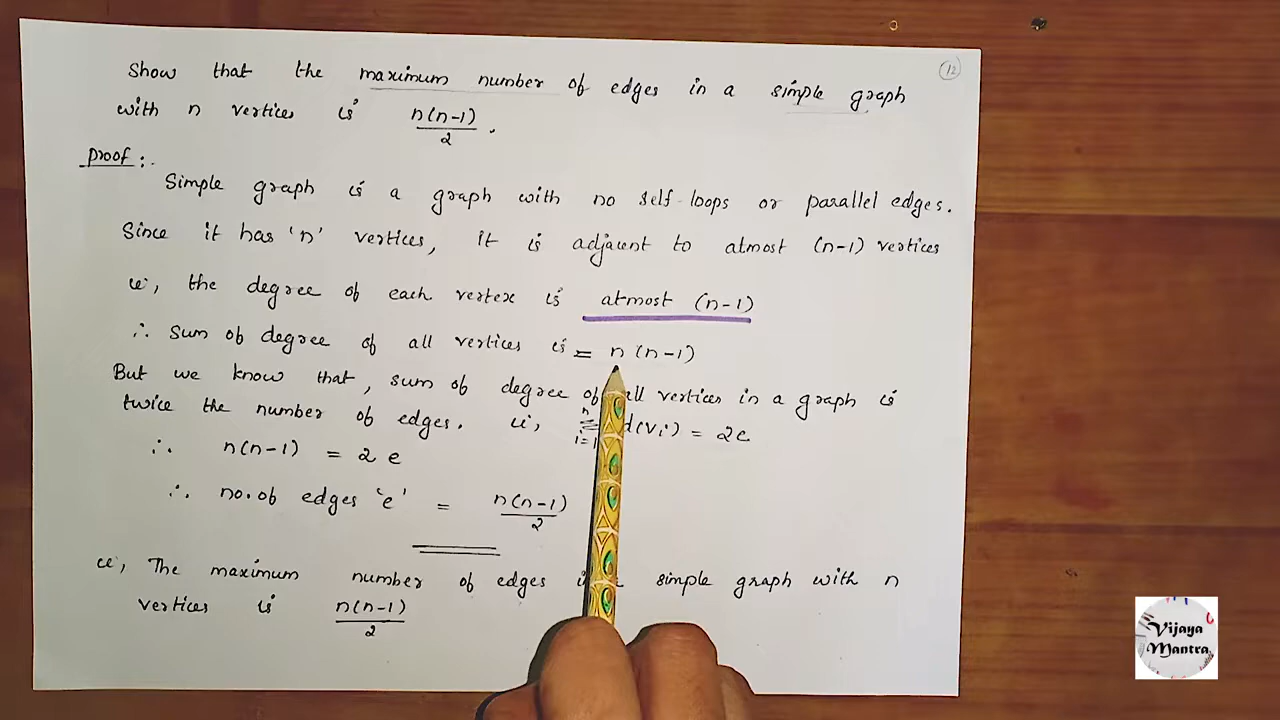 12
Show that the maximum number of edges in a simple graph
with n vertices is n(n-1)/2.
Proof:-
Simple graph is a graph with no self-loops or parallel edges.
Since it has 'n' vertices, it is adjacent to atmost (n-1) vertices
ie, the degree of each vertex is atmost (n-1)
∴ sum of degree of all vertices is = n(n-1)
But we know that, sum of degree of all vertices in a graph is
twice the number of edges. ie, d(vi) = 2e
∴ n(n-1) = 2e
∴ no. of edges 'e' = n(n-1)/2
ie, The maximum number of edges simple graph with n
vertices is n(n-1)/2
Vijaya
Mantra